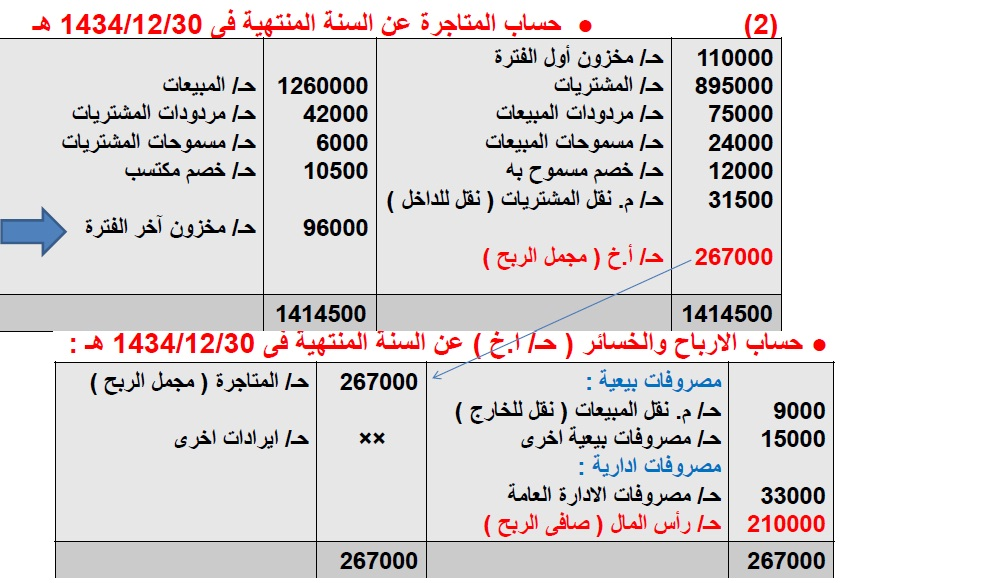 (2) ● حساب المتاجرة عن السنة المنتهية فى 1434/12/30 هـ
110000 حـ/ مخزون أول الفترة
895000 حـ/ المشتريات 1260000 حـ/ المبيعات
75000 حـ/ مردودات المبيعات 42000 حـ/ مردودات المشتريات
24000 حـ/ مسموحات المبيعات 6000 حـ/ مسموحات المشتريات
12000 حـ/ خصم مسموح به 10500 حـ/ خصم مكتسب
31500 حـ/ م. نقل المشتريات ( نقل للداخل )
96000 حـ/ مخزون آخر الفترة
267000 حـ/ أ.خ ( مجمل الربح )
1414500 1414500
● حساب الارباح والخسائر ( حـ/ ا.خ ) عن السنة المنتهية فى 1434/12/30 هـ :
مصروفات بيعية : 267000 حـ/ المتاجرة ( مجمل الربح )
9000 حـ/ م. نقل المبيعات ( نقل للخارج )
15000 حـ/ مصروفات بيعية اخرى ×× حـ/ ايرادات اخرى
مصروفات ادارية :
33000 حـ/ مصروفات الادارة العامة
210000 حـ/ رأس المال ( صافى الربح )
267000 267000